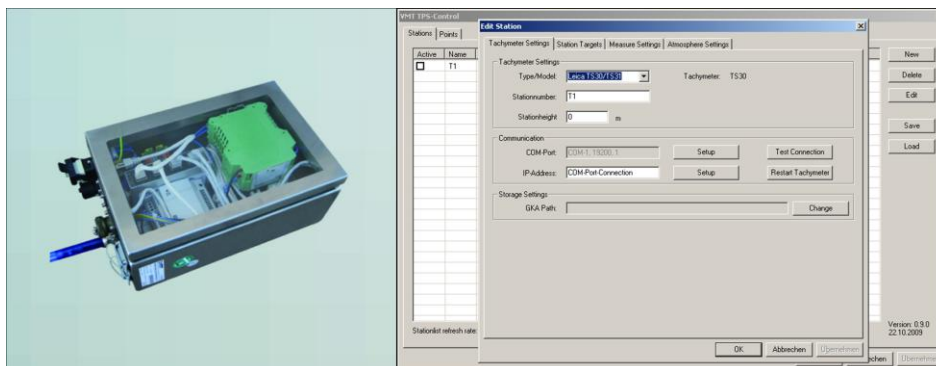 VMT TPS-Control
Stations Points
Active Name
T1
Edit Station
Tachymeter Settings Station Targets Measure Settings Atmosphere Settings
Tachymeter Settings
Type/Model: Leica TS30/TS31 Tachymeter: TS30
Stationnumber: T1
Stationheight 0 m
Communication
COM-Port: COM-1, 19200, 1 Setup Test Connection
IP-Address: COM-Port-Connection Setup Restart Tachymeter
Storage Settings
GKA Path: Change
OK Abbrechen Übernehmen
New
Delete
Edit
Save
Load
Stationlist refresh rate:
Version: 0.9.0
22.10.2009